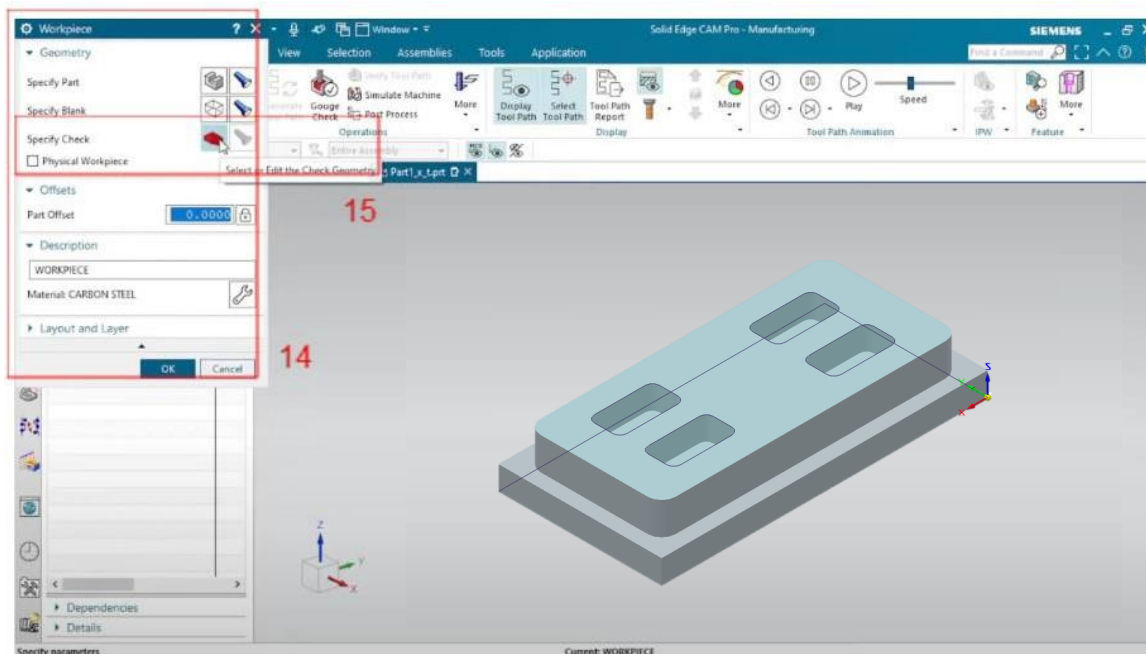 Workpiece ? X
Window
Solid Edge CAM Pro - Manufacturing
SIEMENS
Geometry
View Selection Assemblies Tools Application
Find a Command
Specify Part
Specify Blank
Specify Check
Physical Workpiece
Verify Tool Path
Simulate Machine
Post Process
Gouge Check
More
Operations
Display Tool Path
Select Tool Path
Tool Path Report
Display
More
Play
Speed
Tool Path Animation
IPW
More
Feature
Entire Assembly
Select or Edit the Check Geometry
Part1_x_t.prt
15
Offsets
Part Offset 0.0000
Description
WORKPIECE
Material: CARBON STEEL
Layout and Layer
14
OK Cancel
Z
X
Z
Y
X
Dependencies
Details
Specify parameters
Current: WORKPIECE